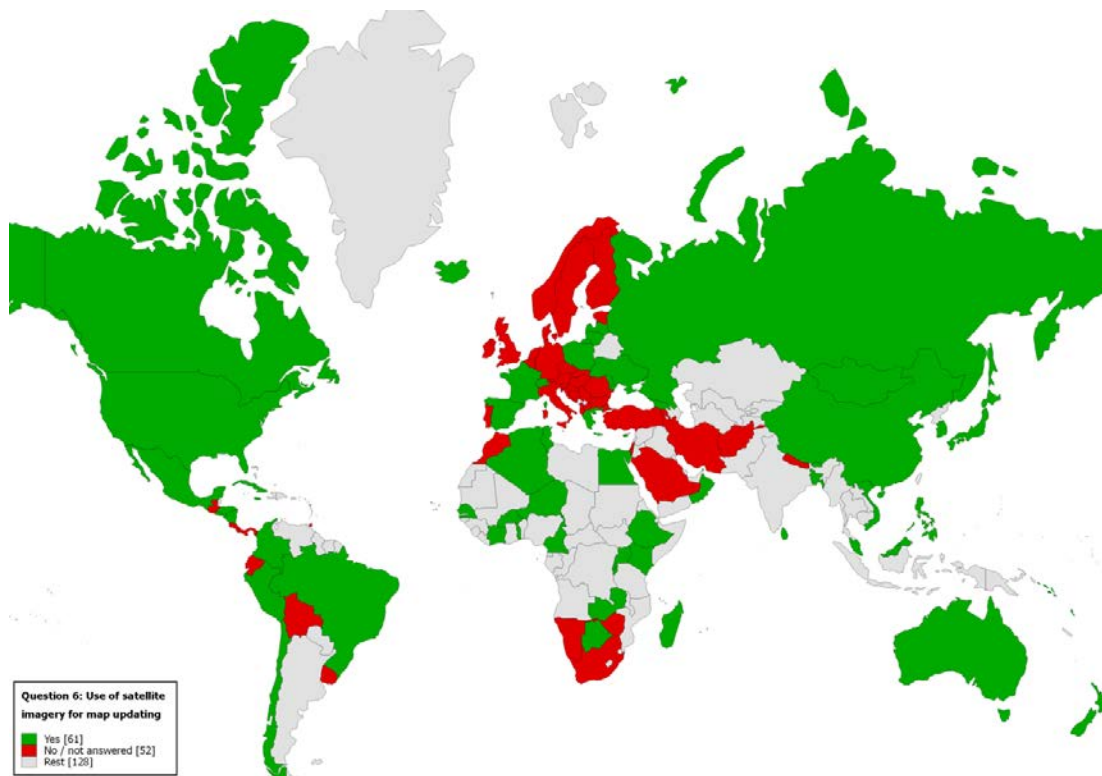 Question 6: Use of satellite
imagery for map updating
Yes [61]
No / not answered [52]
Rest [128]